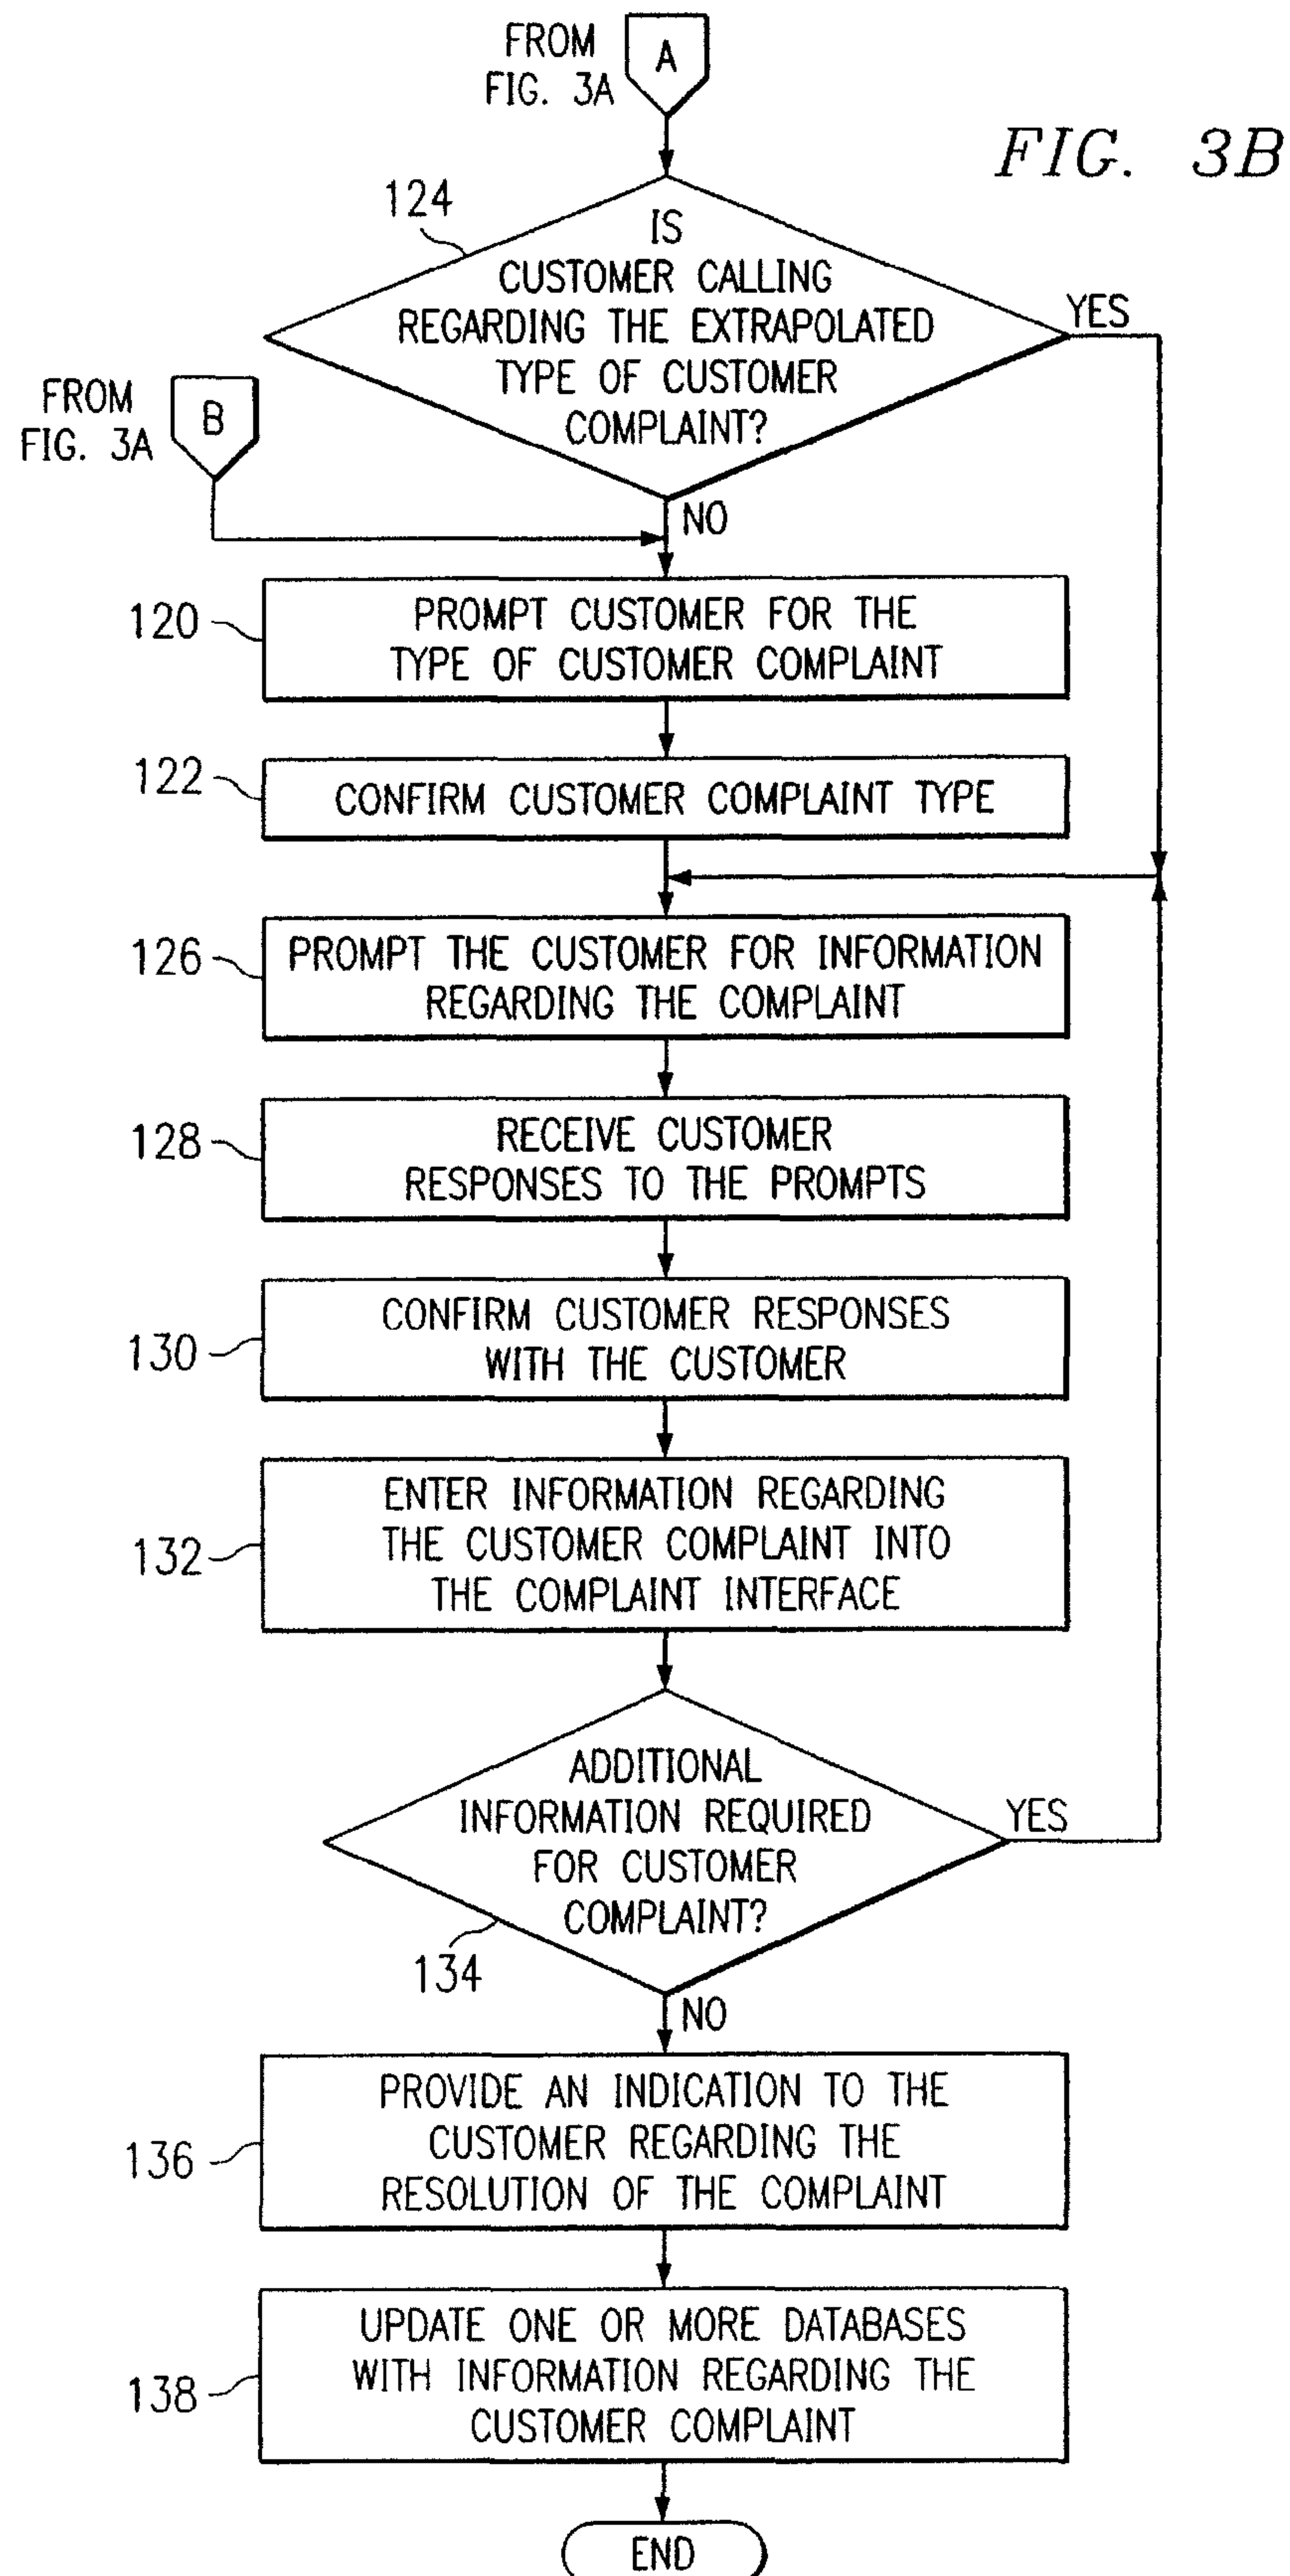 FROM
FIG. 3A
A
FIG. 3B
124
IS
CUSTOMER CALLING
REGARDING THE EXTRAPOLATED
TYPE OF CUSTOMER
COMPLAINT?
YES
FROM
FIG. 3A
B
NO
120
PROMPT CUSTOMER FOR THE
TYPE OF CUSTOMER COMPLAINT
122
CONFIRM CUSTOMER COMPLAINT TYPE
126
PROMPT THE CUSTOMER FOR INFORMATION
REGARDING THE COMPLAINT
128
RECEIVE CUSTOMER
RESPONSES TO THE PROMPTS
130
CONFIRM CUSTOMER RESPONSES
WITH THE CUSTOMER
132
ENTER INFORMATION REGARDING
THE CUSTOMER COMPLAINT INTO
THE COMPLAINT INTERFACE
ADDITIONAL
INFORMATION REQUIRED
FOR CUSTOMER
COMPLAINT?
YES
134
NO
136
PROVIDE AN INDICATION TO THE
CUSTOMER REGARDING THE
RESOLUTION OF THE COMPLAINT
138
UPDATE ONE OR MORE DATABASES
WITH INFORMATION REGARDING THE
CUSTOMER COMPLAINT
END